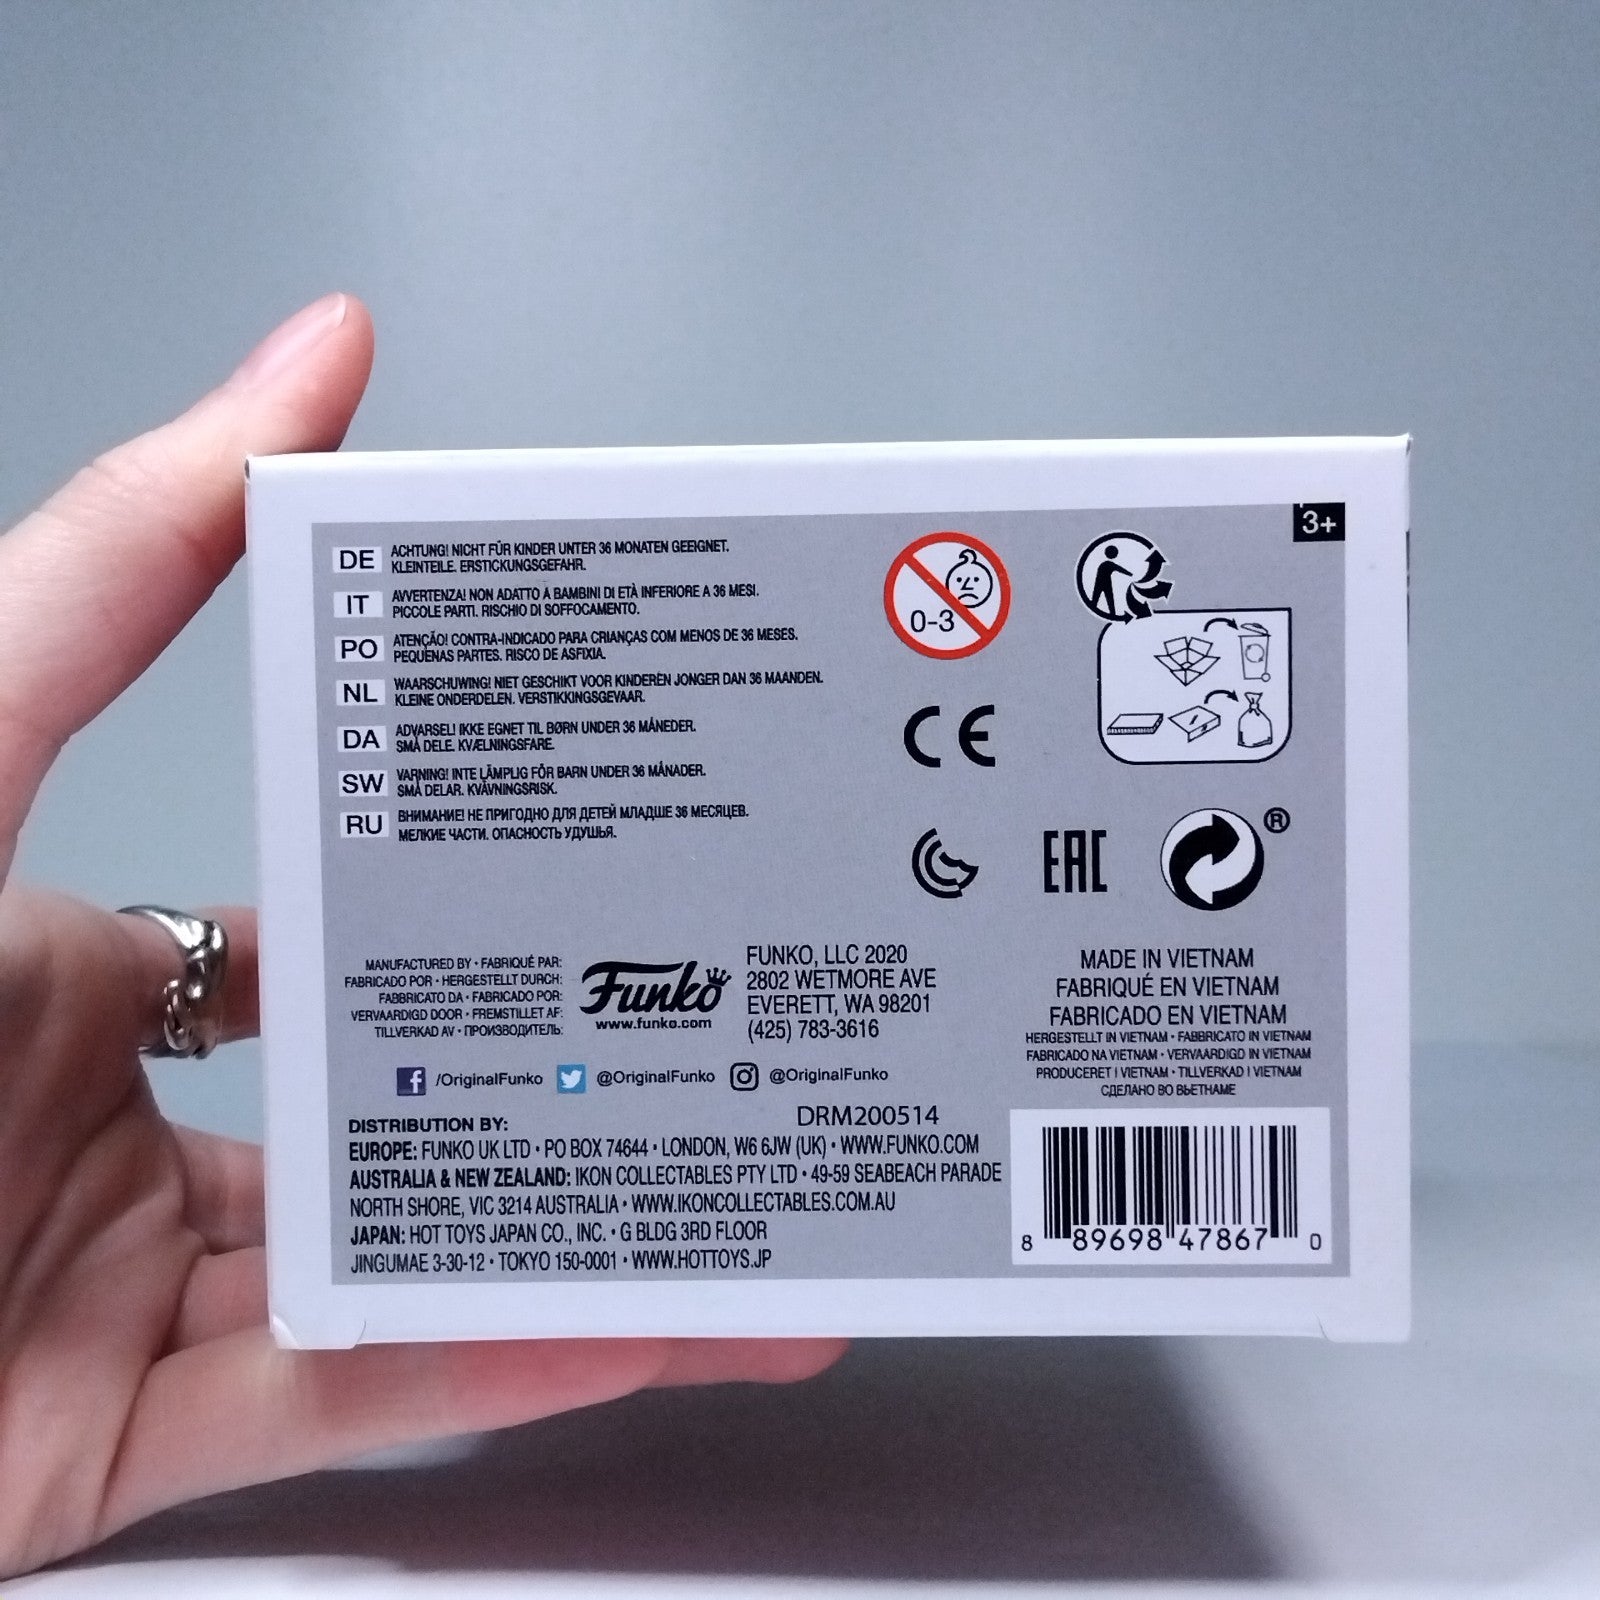 3+
DE ACHTUNG! NICHT FÜR KINDER UNTER 36 MONATEN GEEIGNET.
KLEINTEILE. ERSTICKUNGSGEFAHR.
IT AVVERTENZA! NON ADATTO A BAMBINI DI ETÀ INFERIORE A 36 MESI.
PICCOLE PARTI. RISCHIO DI SOFFOCAMENTO.
PO ATENÇÃO! CONTRA-INDICADO PARA CRIANÇAS COM MENOS DE 36 MESES.
PEQUENAS PARTES. RISCO DE ASFIXIA.
NL WAARSCHUWING! NIET GESCHIKT VOOR KINDEREN JONGER DAN 36 MAANDEN.
KLEINE ONDERDELEN. VERSTIKKINGSGEVAAR.
DA ADVARSEL! IKKE EGNET TIL BØRN UNDER 36 MÅNEDER.
SMÅ DELE. KVÆLNINGSFARE.
SW VARNING! INTE LÄMPLIG FÖR BARN UNDER 36 MÅNADER.
SMÅ DELAR. KVÄVNINGSRISK.
RU ВНИМАНИЕ! НЕ ПРИГОДНО ДЛЯ ДЕТЕЙ МЛАДШЕ 36 МЕСЯЦЕВ.
МЕЛКИЕ ЧАСТИ. ОПАСНОСТЬ УДУШЬЯ.
0-3
CE
EAC
®
MANUFACTURED BY • FABRIQUÉ PAR:
FABRICADO POR • HERGESTELLT DURCH:
FABBRICATO DA • FABRICADO POR:
VERVAARDIGD DOOR • FREMSTILLET AF:
TILLVERKAD AV • ПРОИЗВОДИТЕЛЬ:
Funko
www.funko.com
FUNKO, LLC 2020
2802 WETMORE AVE
EVERETT, WA 98201
(425) 783-3616
MADE IN VIETNAM
FABRIQUÉ EN VIETNAM
FABRICADO EN VIETNAM
HERGESTELLT IN VIETNAM • FABBRICATO IN VIETNAM
FABRICADO NA VIETNAM • VERVAARDIGD IN VIETNAM
PRODUCERET I VIETNAM • TILLVERKAD I VIETNAM
СДЕЛАНО ВО ВЬЕТНАМЕ
f /OriginalFunko @OriginalFunko @OriginalFunko
DRM200514
DISTRIBUTION BY:
EUROPE: FUNKO UK LTD • PO BOX 74644 • LONDON, W6 6JW (UK) • WWW.FUNKO.COM
AUSTRALIA & NEW ZEALAND: IKON COLLECTABLES PTY LTD • 49-59 SEABEACH PARADE
NORTH SHORE, VIC 3214 AUSTRALIA • WWW.IKONCOLLECTABLES.COM.AU
JAPAN: HOT TOYS JAPAN CO., INC. • G BLDG 3RD FLOOR
JINGUMAE 3-30-12 • TOKYO 150-0001 • WWW.HOTTOYS.JP
8 89698 47867 0